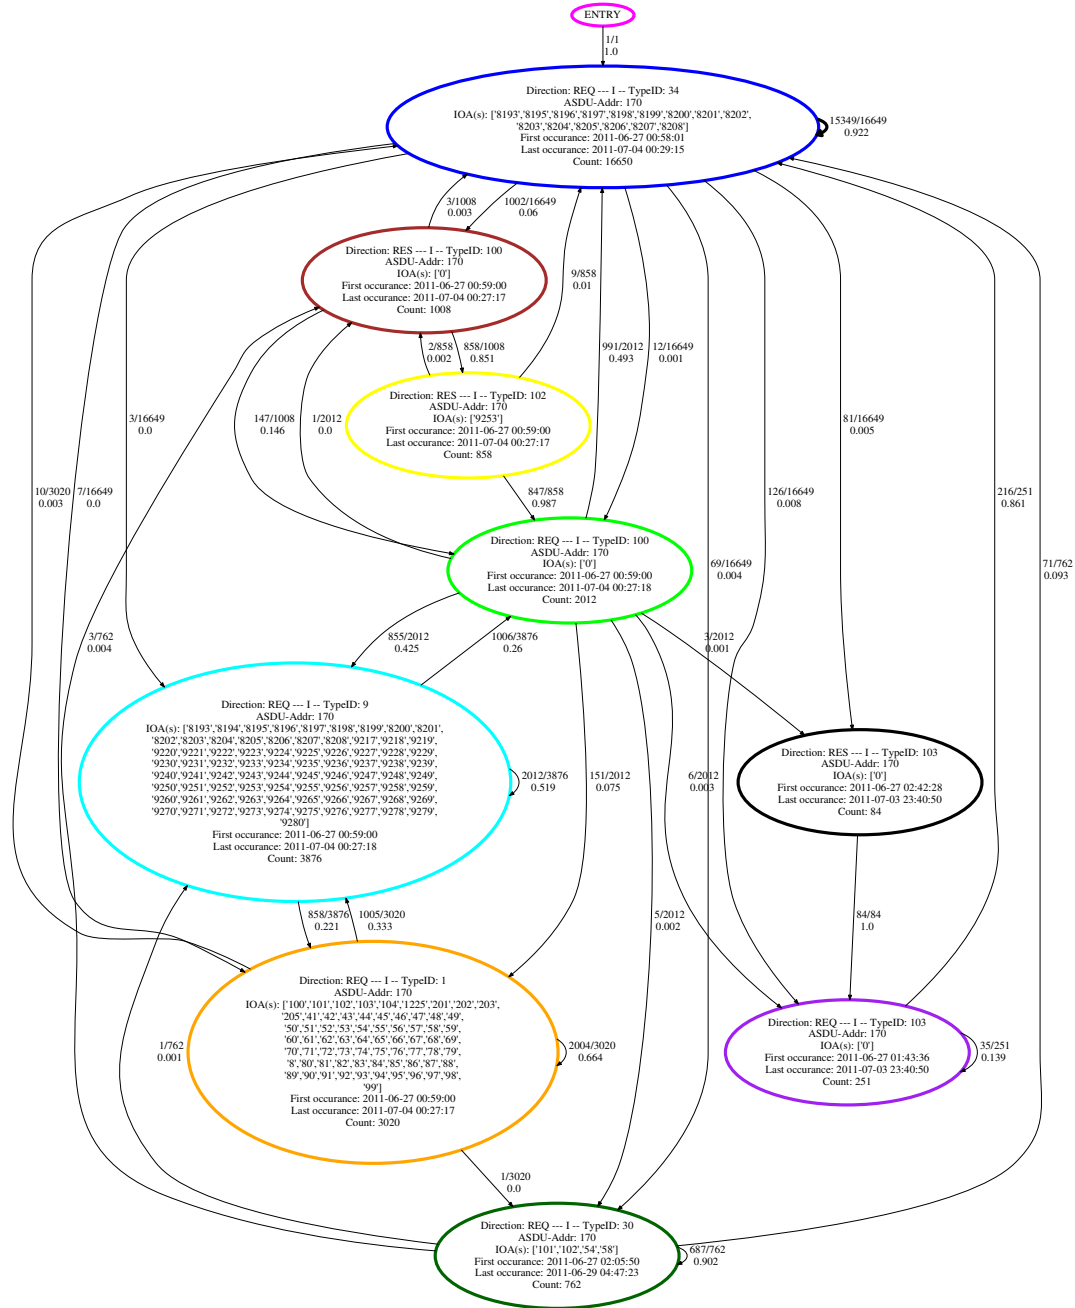 ENTRY
1/1
1.0
Direction: REQ --- I -- TypeID: 34
ASDU-Addr: 170
IOA(s): ['8193','8195','8196','8197','8198','8199','8200','8201','8202',
'8203','8204','8205','8206','8207','8208']
First occurance: 2011-06-27 00:58:01
Last occurance: 2011-07-04 00:29:15
Count: 16650
15349/16649
0.922
3/1008
0.003
1002/16649
0.06
Direction: RES --- I -- TypeID: 100
ASDU-Addr: 170
IOA(s): ['0']
First occurance: 2011-06-27 00:59:00
Last occurance: 2011-07-04 00:27:17
Count: 1008
9/858
0.01
2/858
0.002
858/1008
0.851
991/2012
0.493
12/16649
0.001
Direction: RES --- I -- TypeID: 102
ASDU-Addr: 170
IOA(s): ['9253']
First occurance: 2011-06-27 00:59:00
Last occurance: 2011-07-04 00:27:17
Count: 858
3/16649
0.0
147/1008
0.146
1/2012
0.0
81/16649
0.005
10/3020
0.003
7/16649
0.0
847/858
0.987
126/16649
0.008
216/251
0.861
Direction: REQ --- I -- TypeID: 100
ASDU-Addr: 170
IOA(s): ['0']
First occurance: 2011-06-27 00:59:00
Last occurance: 2011-07-04 00:27:18
Count: 2012
69/16649
0.004
71/762
0.093
3/762
0.004
855/2012
0.425
1006/3876
0.26
3/2012
0.001
Direction: REQ --- I -- TypeID: 9
ASDU-Addr: 170
IOA(s): ['8193','8194','8195','8196','8197','8198','8199','8200','8201',
'8202','8203','8204','8205','8206','8207','8208','9217','9218','9219',
'9220','9221','9222','9223','9224','9225','9226','9227','9228','9229',
'9230','9231','9232','9233','9234','9235','9236','9237','9238','9239',
'9240','9241','9242','9243','9244','9245','9246','9247','9248','9249',
'9250','9251','9252','9253','9254','9255','9256','9257','9258','9259',
'9260','9261','9262','9263','9264','9265','9266','9267','9268','9269',
'9270','9271','9272','9273','9274','9275','9276','9277','9278','9279',
'9280']
First occurance: 2011-06-27 00:59:00
Last occurance: 2011-07-04 00:27:18
Count: 3876
2012/3876
0.519
151/2012
0.075
6/2012
0.003
Direction: RES --- I -- TypeID: 103
ASDU-Addr: 170
IOA(s): ['0']
First occurance: 2011-06-27 02:42:28
Last occurance: 2011-07-03 23:40:50
Count: 84
858/3876
0.221
1005/3020
0.333
5/2012
0.002
84/84
1.0
Direction: REQ --- I -- TypeID: 1
ASDU-Addr: 170
IOA(s): ['100','101','102','103','104','1225','201','202','203',
'205','41','42','43','44','45','46','47','48','49',
'50','51','52','53','54','55','56','57','58','59',
'60','61','62','63','64','65','66','67','68','69',
'70','71','72','73','74','75','76','77','78','79',
'8','80','81','82','83','84','85','86','87','88',
'89','90','91','92','93','94','95','96','97','98',
'99']
First occurance: 2011-06-27 00:59:00
Last occurance: 2011-07-04 00:27:17
Count: 3020
1/762
0.001
2004/3020
0.664
Direction: REQ --- I -- TypeID: 103
ASDU-Addr: 170
IOA(s): ['0']
First occurance: 2011-06-27 01:43:36
Last occurance: 2011-07-03 23:40:50
Count: 251
35/251
0.139
1/3020
0.0
Direction: REQ --- I -- TypeID: 30
ASDU-Addr: 170
IOA(s): ['101','102','54','58']
First occurance: 2011-06-27 02:05:50
Last occurance: 2011-06-29 04:47:23
Count: 762
687/762
0.902